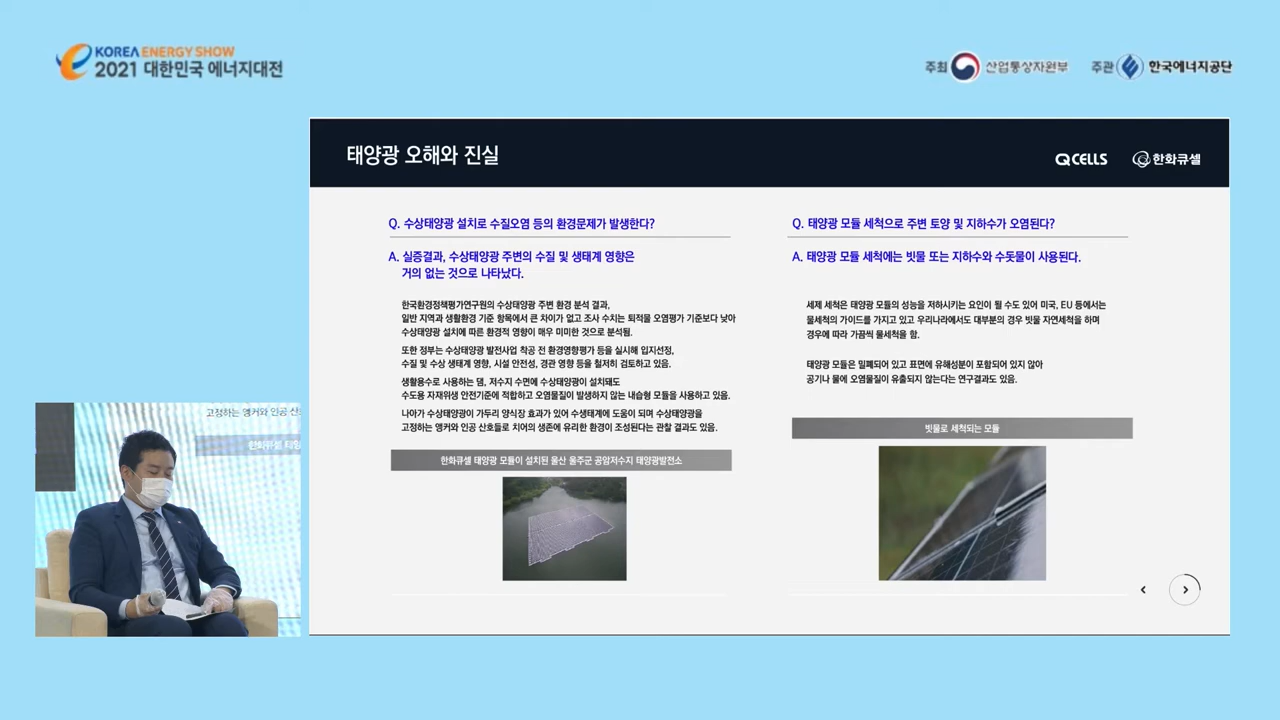 KOREA ENERGY SHOW
2021 대한민국 에너지대전
주최 산업통상자원부
주관 한국에너지공단
태양광 오해와 진실
QCELLS
한화큐셀
Q. 수상태양광 설치로 수질오염 등의 환경문제가 발생한다?
A. 실증결과, 수상태양광 주변의 수질 및 생태계 영향은
거의 없는 것으로 나타났다.
한국환경정책평가연구원의 수상태양광 주변 환경 분석 결과,
일반 지역과 생활환경 기준 항목에서 큰 차이가 없고 조사 수치는 퇴적물 오염평가 기준보다 낮아
수상태양광 설치에 따른 환경적 영향이 매우 미미한 것으로 분석됨.
또한 정부는 수상태양광 발전사업 착공 전 환경영향평가 등을 실시해 입지선정,
수질 및 수상 생태계 영향, 시설 안전성, 경관 영향 등을 철저히 검토하고 있음.
생활용수로 사용하는 댐, 저수지 수면에 수상태양광이 설치돼도
수도용 자재위생 안전기준에 적합하고 오염물질이 발생하지 않는 내습형 모듈을 사용하고 있음.
나아가 수상태양광이 가두리 양식장 효과가 있어 수생태계에 도움이 되며 수상태양광을
고정하는 앵커와 인공 산호들로 치어의 생존에 유리한 환경이 조성된다는 관찰 결과도 있음.
한화큐셀 태양광 모듈이 설치된 울산 울주군 공암저수지 태양광발전소
Q. 태양광 모듈 세척으로 주변 토양 및 지하수가 오염된다?
A. 태양광 모듈 세척에는 빗물 또는 지하수와 수돗물이 사용된다.
세제 세척은 태양광 모듈의 성능을 저하시키는 요인이 될 수도 있어 미국, EU 등에서는
물세척의 가이드를 가지고 있고 우리나라에서도 대부분의 경우 빗물 자연세척을 하며
경우에 따라 가끔씩 물세척을 함.
태양광 모듈은 밀폐되어 있고 표면에 유해성분이 포함되어 있지 않아
공기나 물에 오염물질이 유출되지 않는다는 연구결과도 있음.
빗물로 세척되는 모듈
고정하는 앵커와 인공 산호
한화큐셀 태양